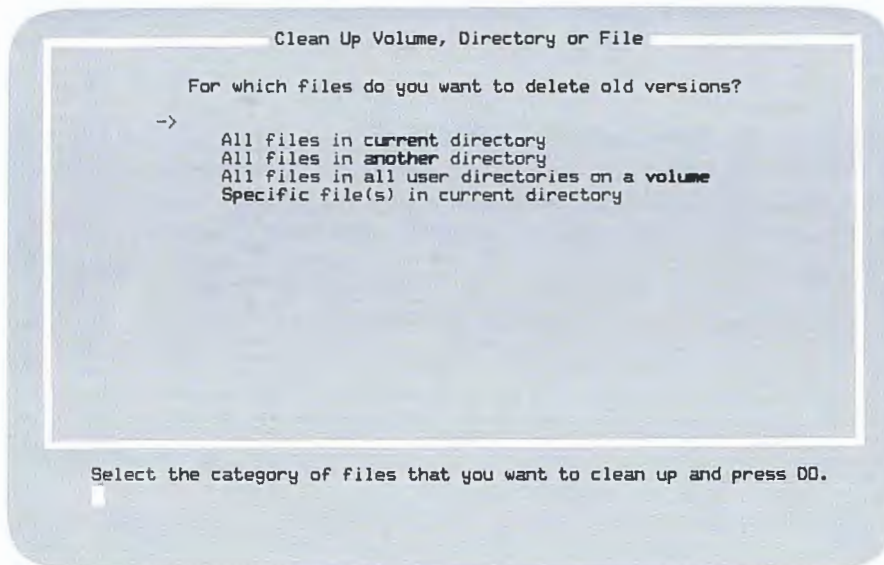 Clean Up Volume, Directory or File
For which files do you want to delete old versions?
->
All files in current directory
All files in another directory
All files in all user directories on a volume
Specific file(s) in current directory
Select the category of files that you want to clean up and press DO.